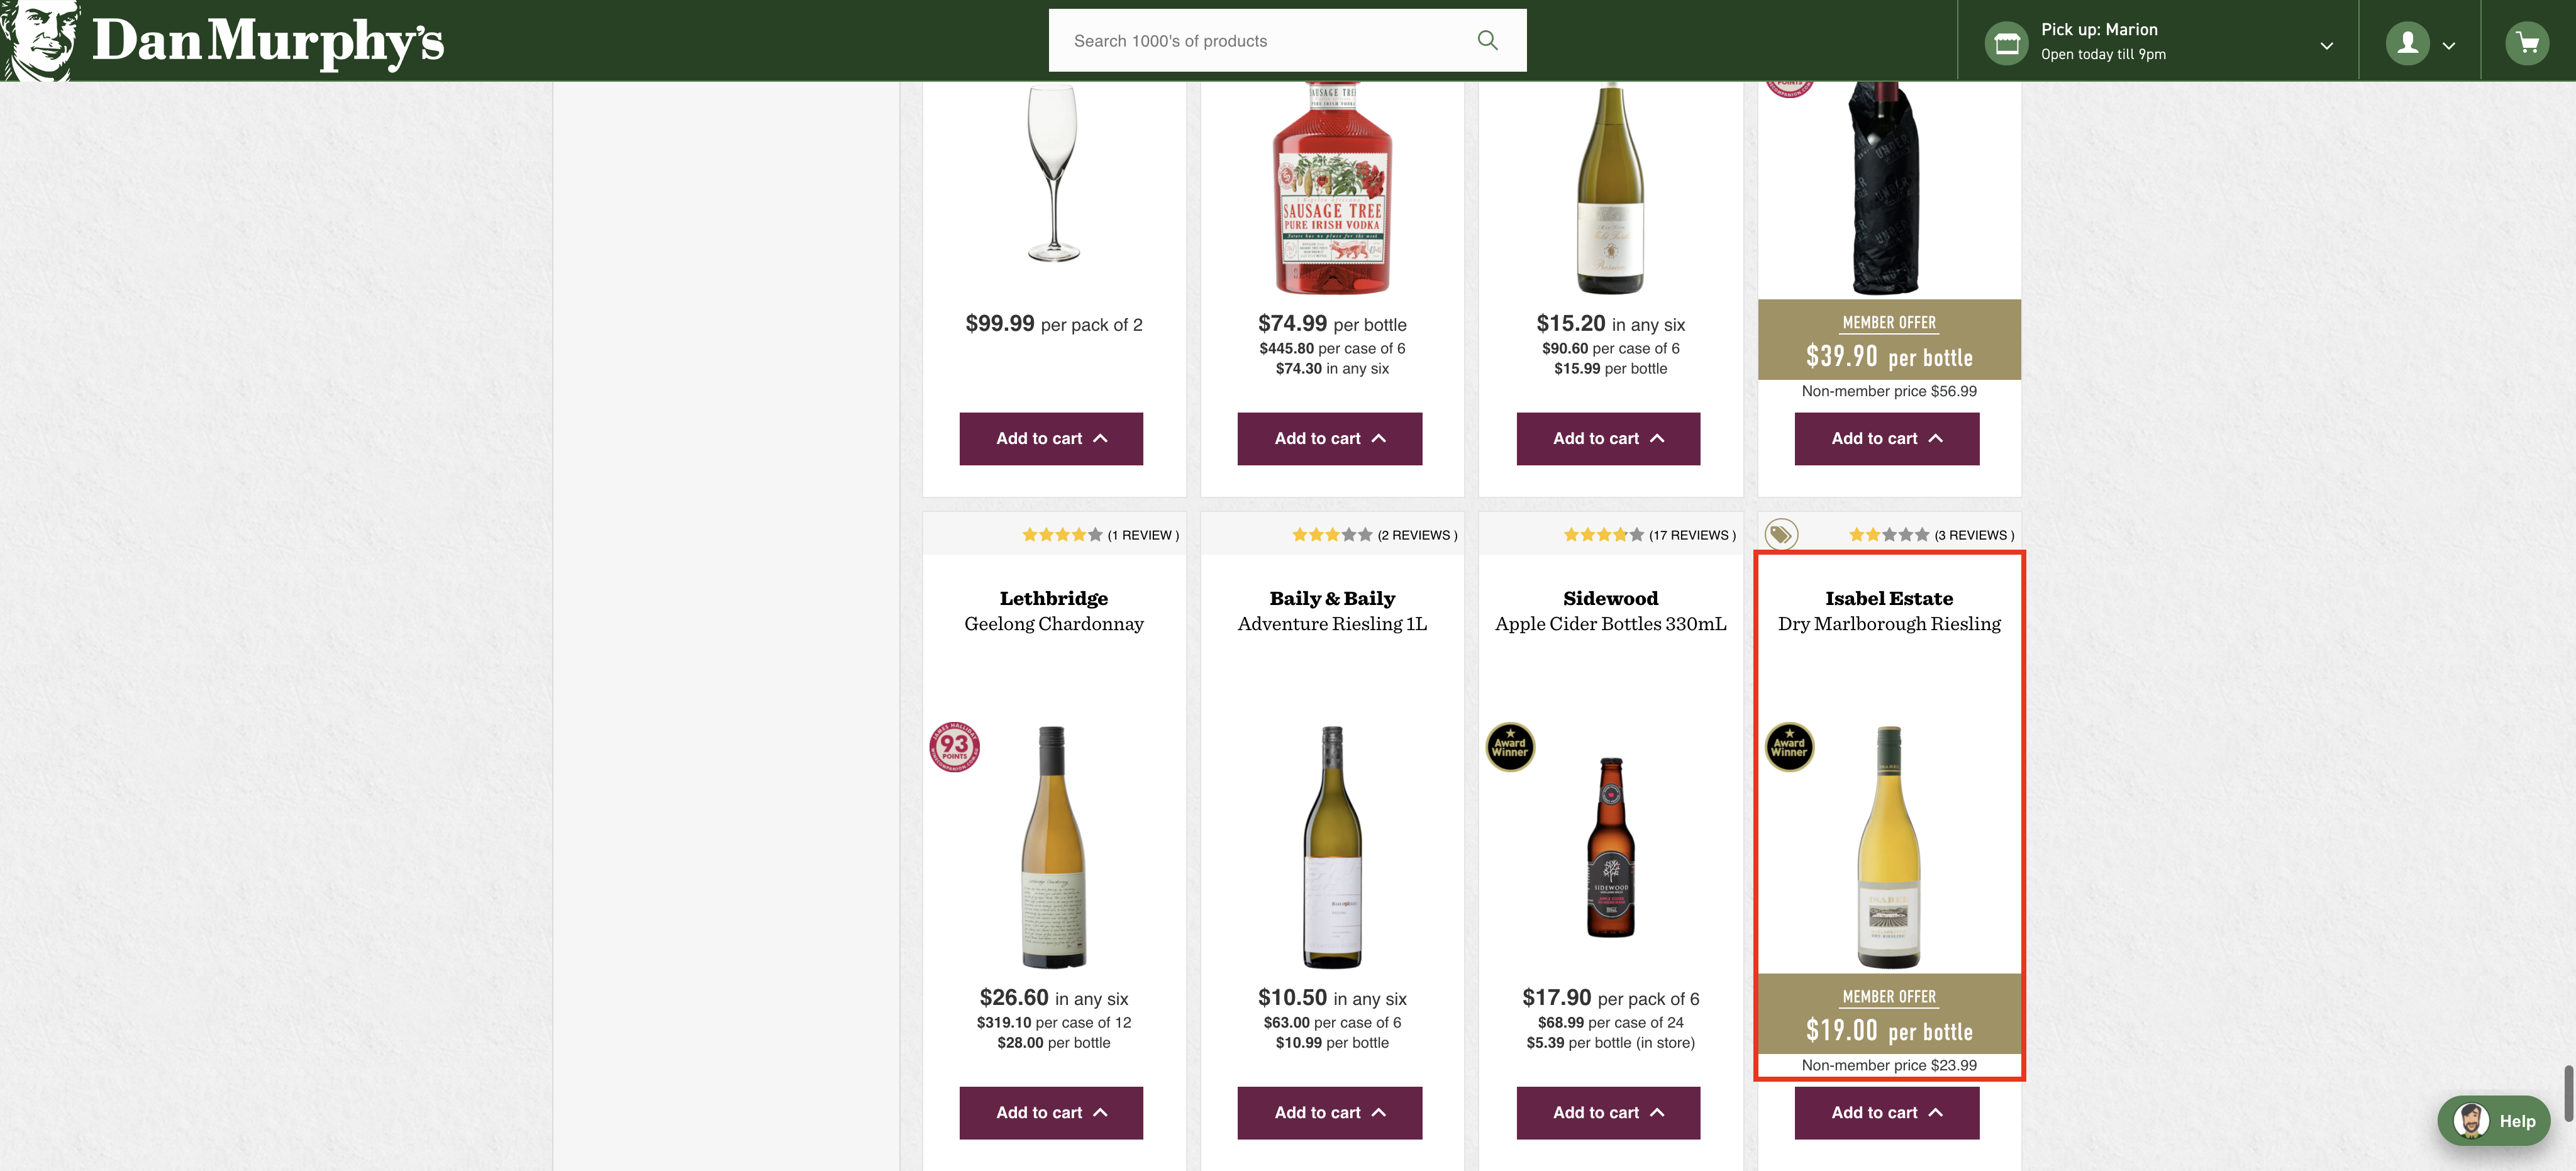 Dan Murphy's
Search 1000's of products
Pick up: Marion
Open today till 9pm
SAUSAGE TREE
PURE IRISH VODKA
SAUSAGE TREE
PURE IRISH VODKA
$99.99 per pack of 2
$74.99 per bottle
$445.80 per case of 6
$74.30 in any six
$15.20 in any six
$90.60 per case of 6
$15.99 per bottle
MEMBER OFFER
$39.90 per bottle
Non-member price $56.99
Add to cart
Add to cart
Add to cart
Add to cart
(1 REVIEW )
(2 REVIEWS )
(17 REVIEWS )
(3 REVIEWS )
Lethbridge
Geelong Chardonnay
Baily & Baily
Adventure Riesling 1L
Sidewood
Apple Cider Bottles 330mL
Isabel Estate
Dry Marlborough Riesling
93
POINTS
Award
Winner
Award
Winner
SIDEWOOD
ISABEL
DRY RIESLING
$26.60 in any six
$319.10 per case of 12
$28.00 per bottle
$10.50 in any six
$63.00 per case of 6
$10.99 per bottle
$17.90 per pack of 6
$68.99 per case of 24
$5.39 per bottle (in store)
MEMBER OFFER
$19.00 per bottle
Non-member price $23.99
Add to cart
Add to cart
Add to cart
Add to cart
Help